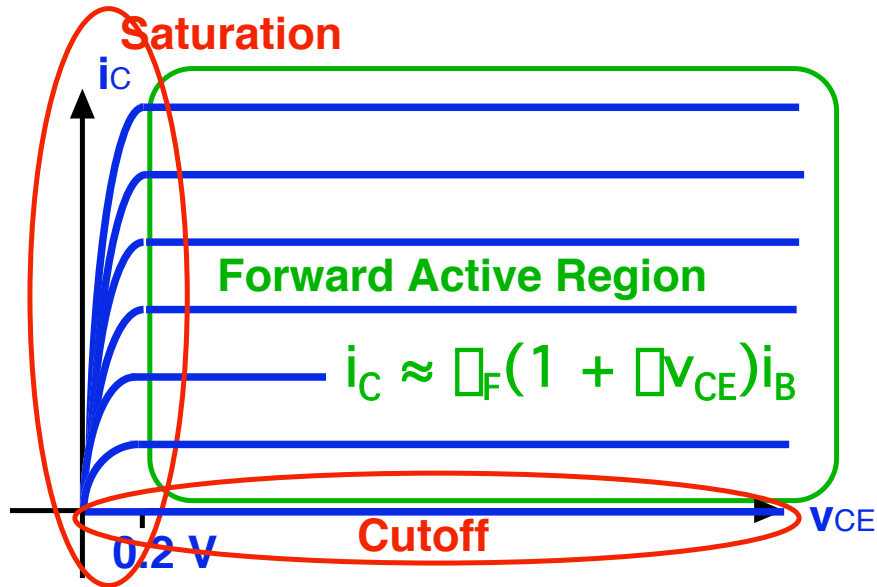 Saturation
iC
Forward Active Region
iC ≈ □F(1 + □vCE)iB
vCE
Cutoff
0.2 V